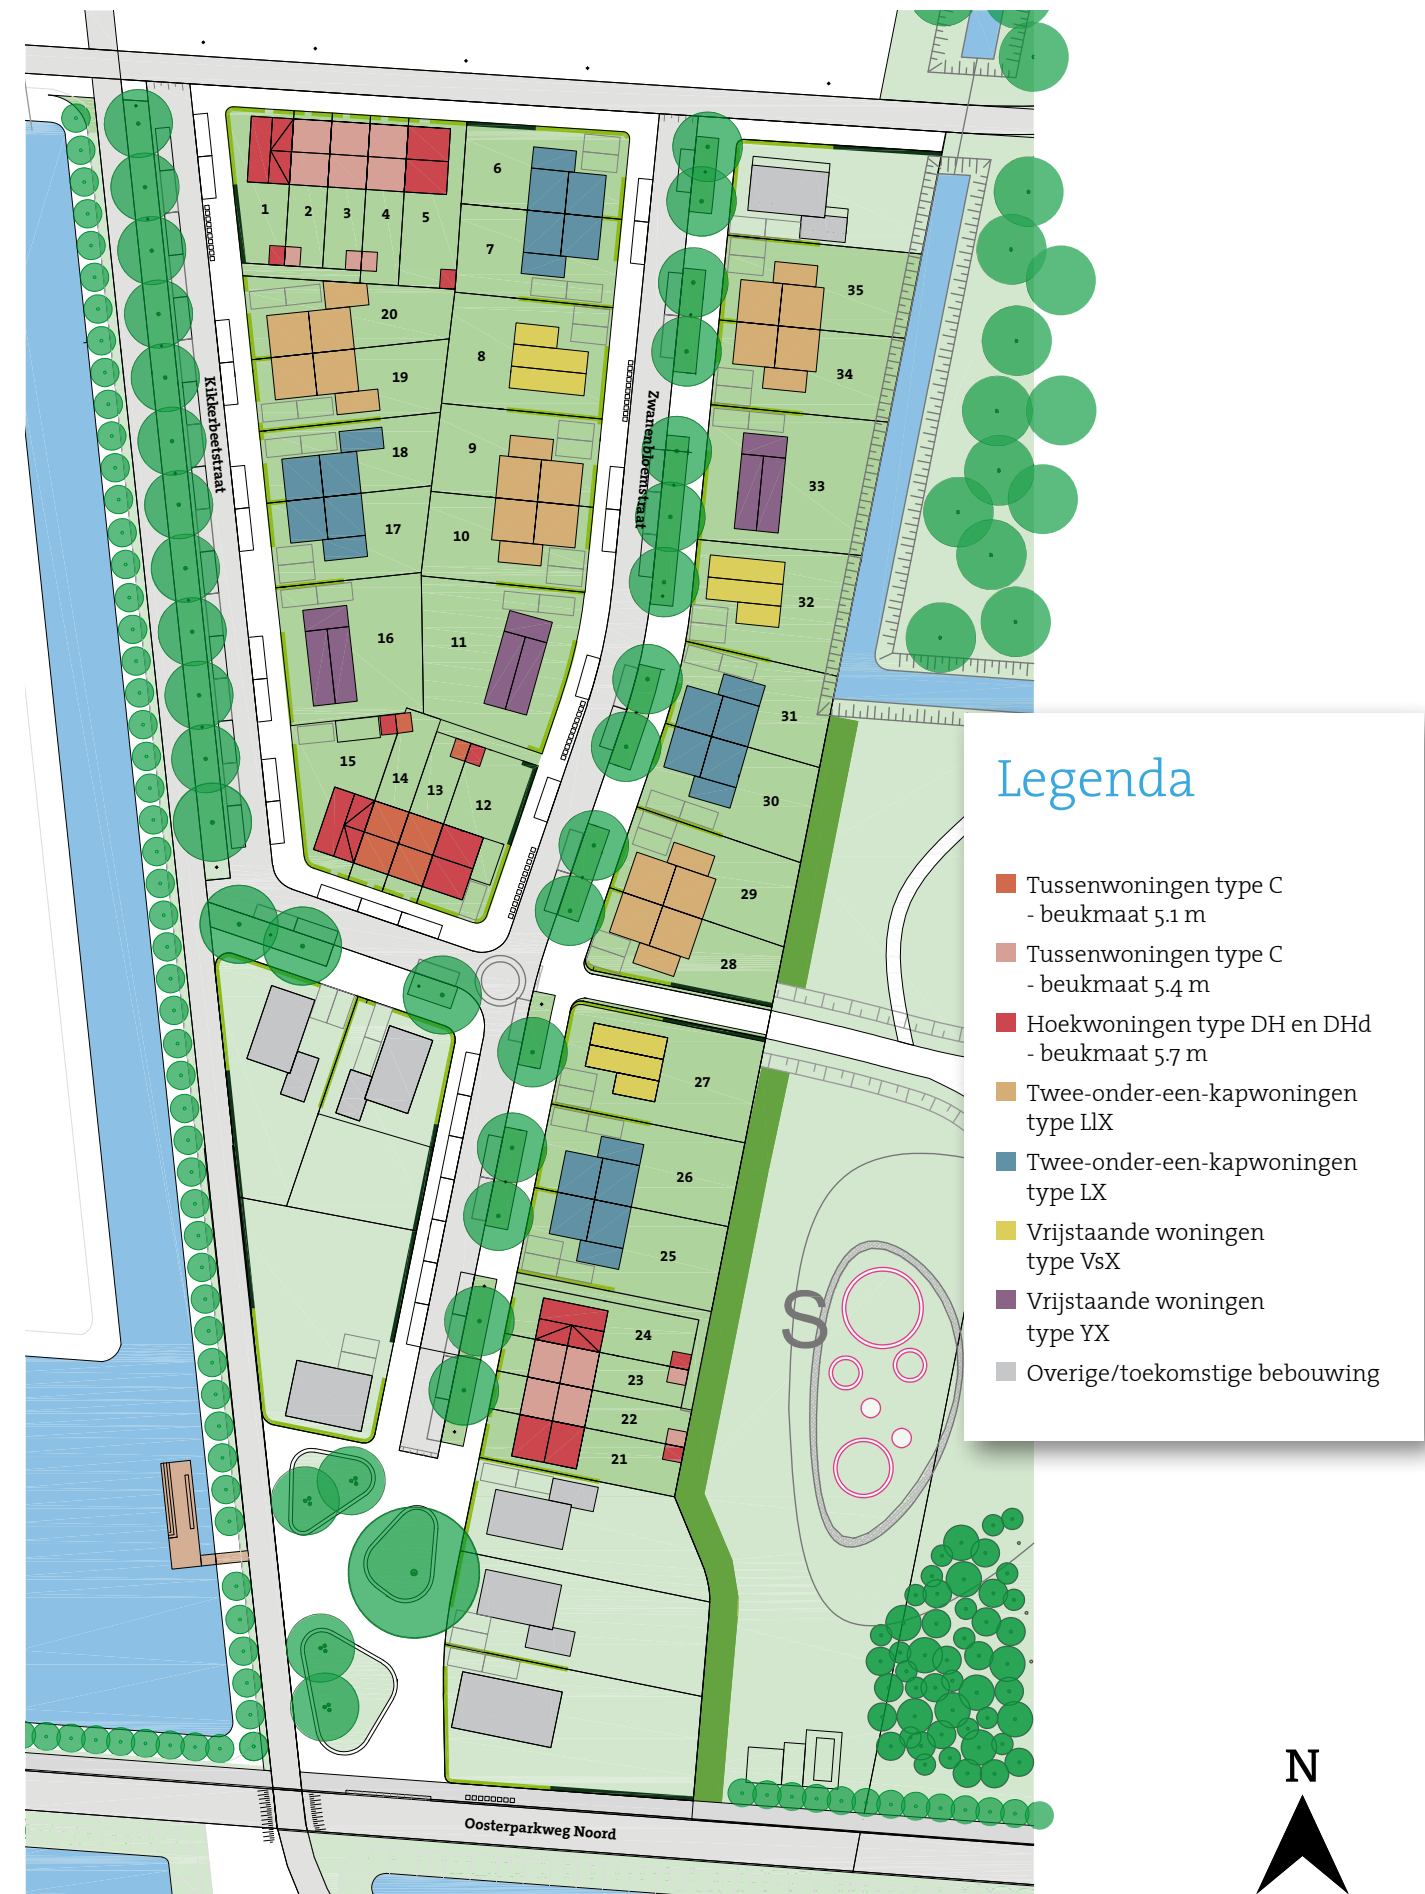 1
2
3
4
5
6
7
8
9
10
11
12
13
14
15
16
17
18
19
20
21
22
23
24
25
26
27
28
29
30
31
32
33
34
35
Kikkerbeetstraat
Zwanenbloemstraat
Oosterparkweg Noord
S
Legenda
Tussenwoningen type C
- beukmaat 5.1 m
Tussenwoningen type C
- beukmaat 5.4 m
Hoekwoningen type DH en DHd
- beukmaat 5.7 m
Twee-onder-een-kapwoningen
type LlX
Twee-onder-een-kapwoningen
type LX
Vrijstaande woningen
type VsX
Vrijstaande woningen
type YX
Overige/toekomstige bebouwing
N